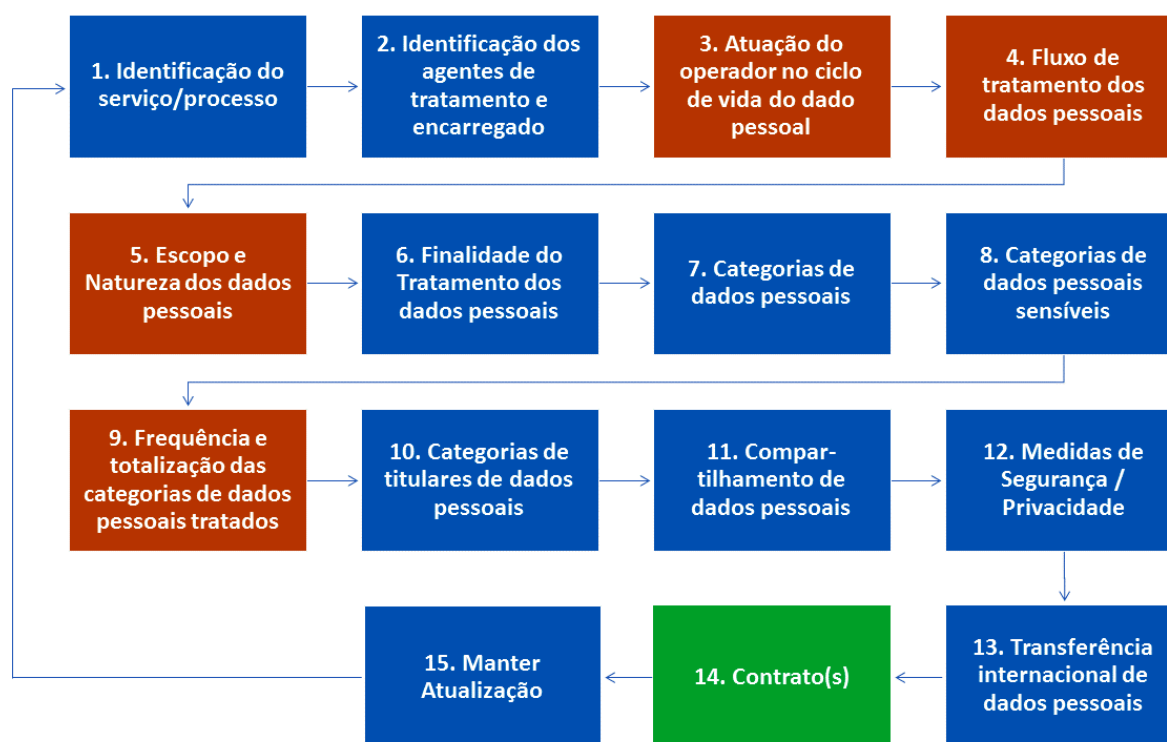 1. Identificação do
serviço/processo
2. Identificação dos
agentes de
tratamento e
encarregado
3. Atuação do
operador no ciclo
de vida do dado
pessoal
4. Fluxo de
tratamento dos
dados pessoais
5. Escopo e
Natureza dos dados
pessoais
6. Finalidade do
Tratamento dos
dados pessoais
7. Categorias de
dados pessoais
8. Categorias de
dados pessoais
sensíveis
9. Frequência e
totalização das
categorias de dados
pessoais tratados
10. Categorias de
titulares de dados
pessoais
11. Compar-
tilhamento de
dados pessoais
12. Medidas de
Segurança /
Privacidade
15. Manter
Atualização
14. Contrato(s)
13. Transferência
internacional de
dados pessoais